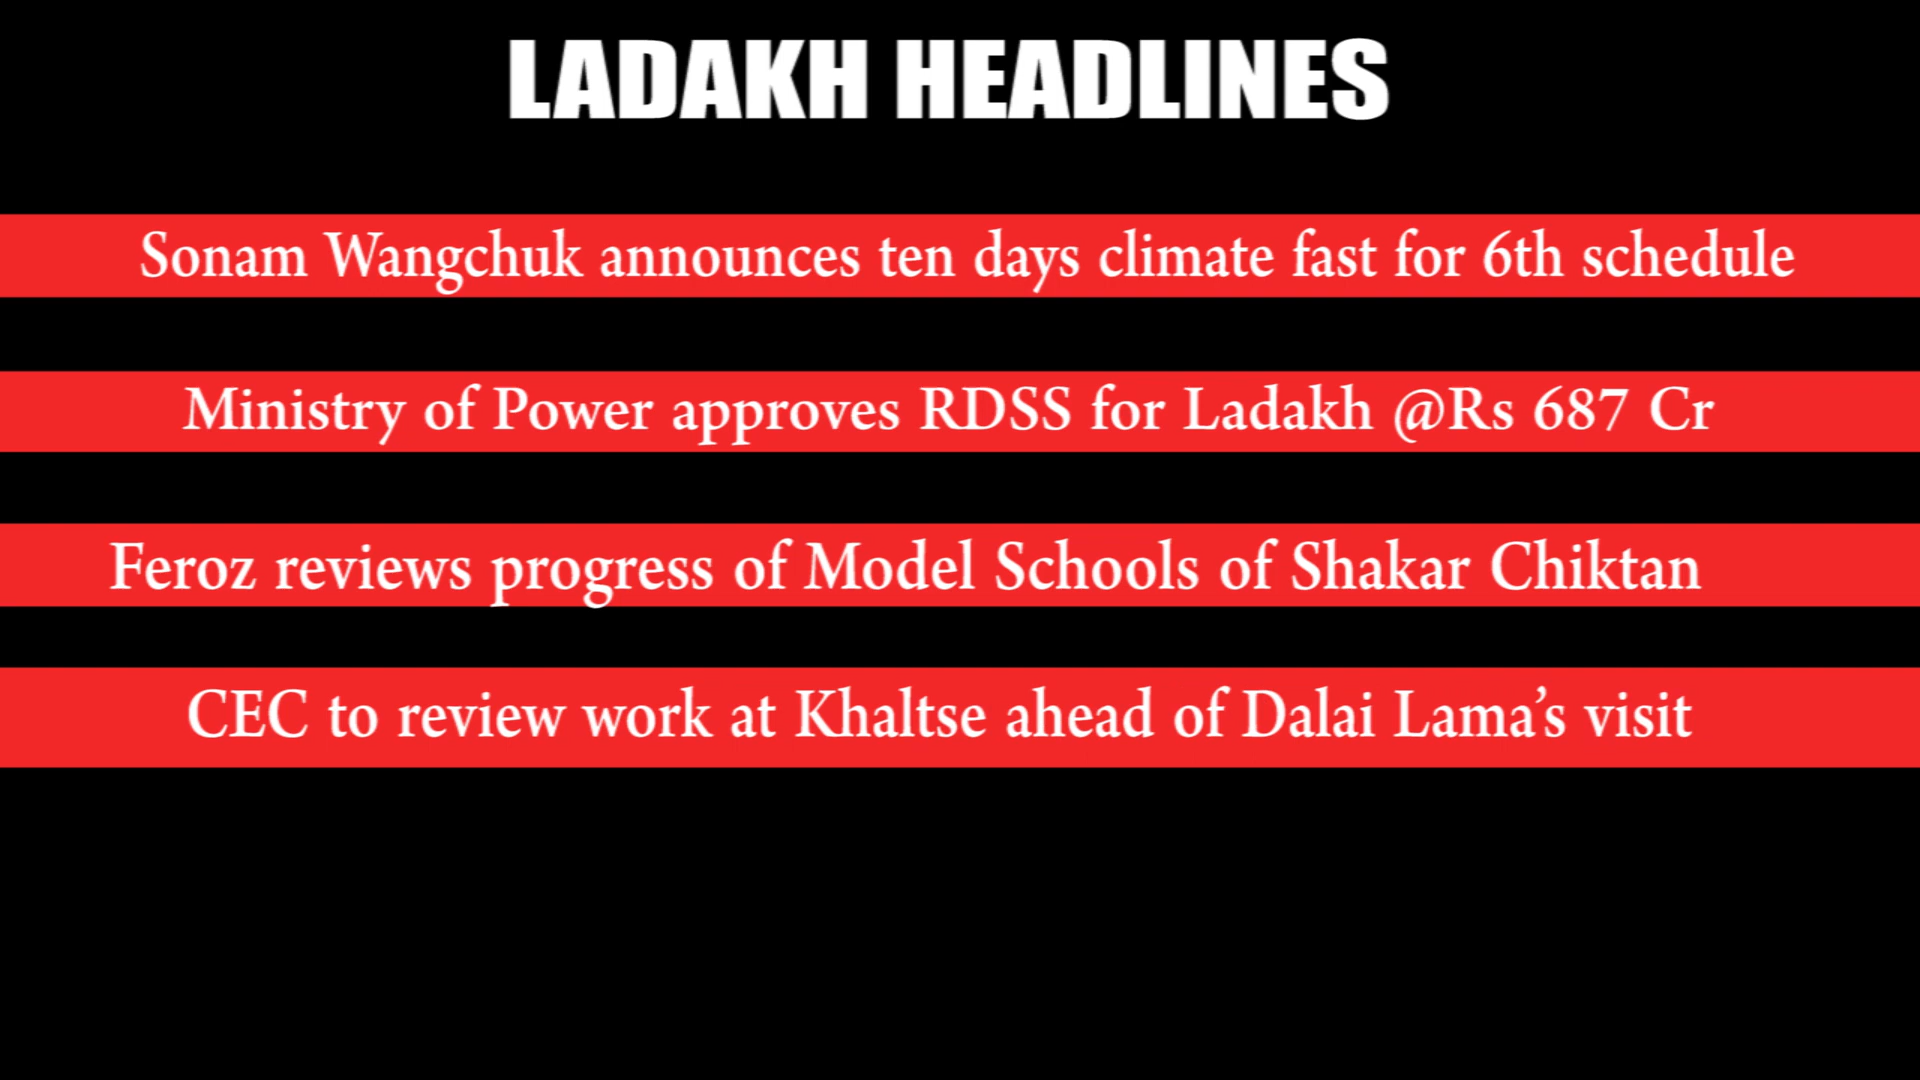 LADAKH HEADLINES
Sonam Wangchuk announces ten days climate fast for 6th schedule
Ministry of Power approves RDSS for Ladakh @Rs 687 Cr
Feroz reviews progress of Model Schools of Shakar Chiktan
CEC to review work at Khaltse ahead of Dalai Lama’s visit